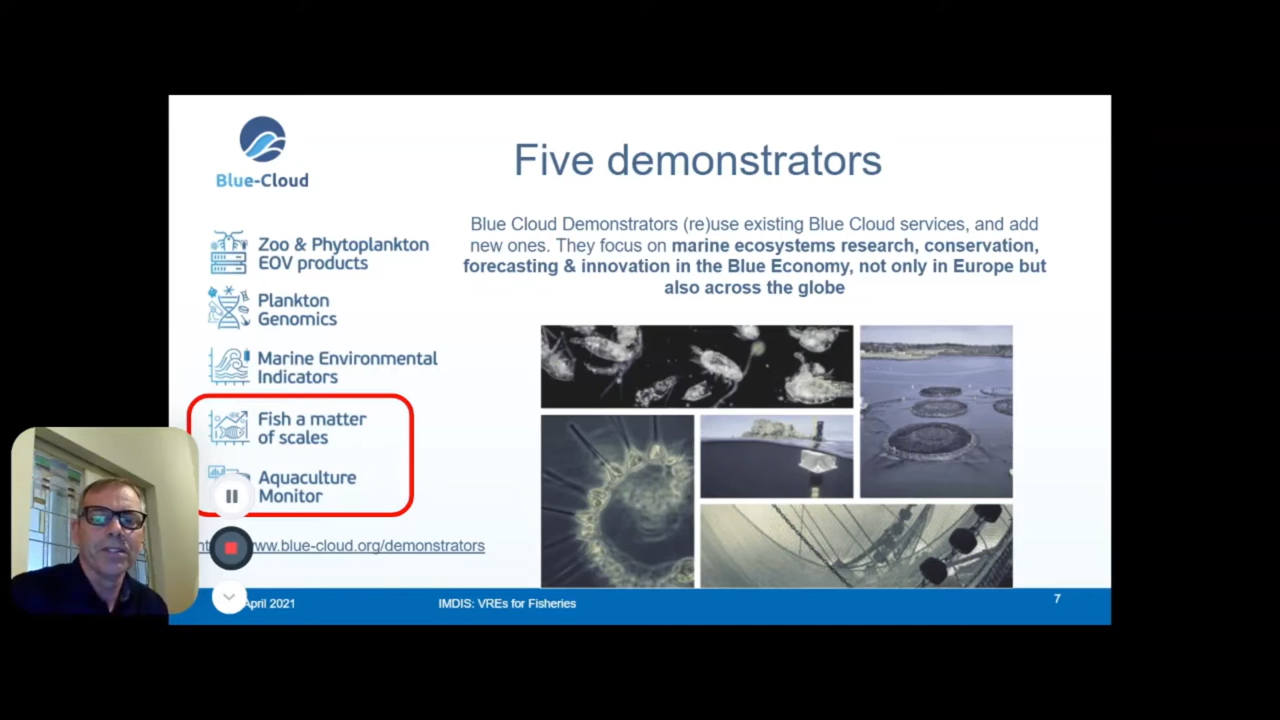 Blue-Cloud
Five demonstrators
Blue Cloud Demonstrators (re)use existing Blue Cloud services, and add
new ones. They focus on marine ecosystems research, conservation,
forecasting & innovation in the Blue Economy, not only in Europe but
also across the globe
Zoo & Phytoplankton
EOV products
Plankton
Genomics
Marine Environmental
Indicators
Fish a matter
of scales
Aquaculture
Monitor
www.blue-cloud.org/demonstrators
April 2021
IMDIS: VREs for Fisheries
7